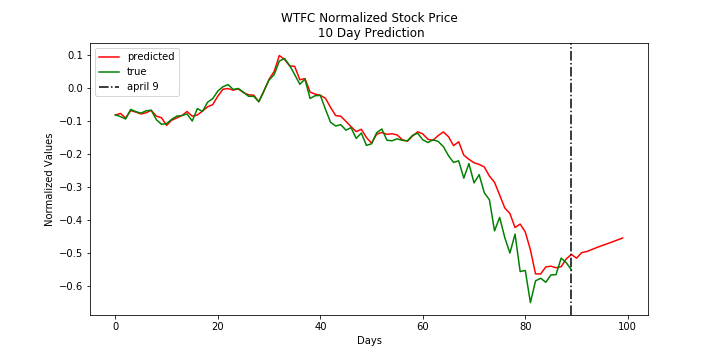 WTFC Normalized Stock Price
10 Day Prediction
predicted
true
april 9
0.1
0.0
−0.1
−0.2
−0.3
−0.4
−0.5
−0.6
Normalized Values
0
20
40
60
80
100
Days